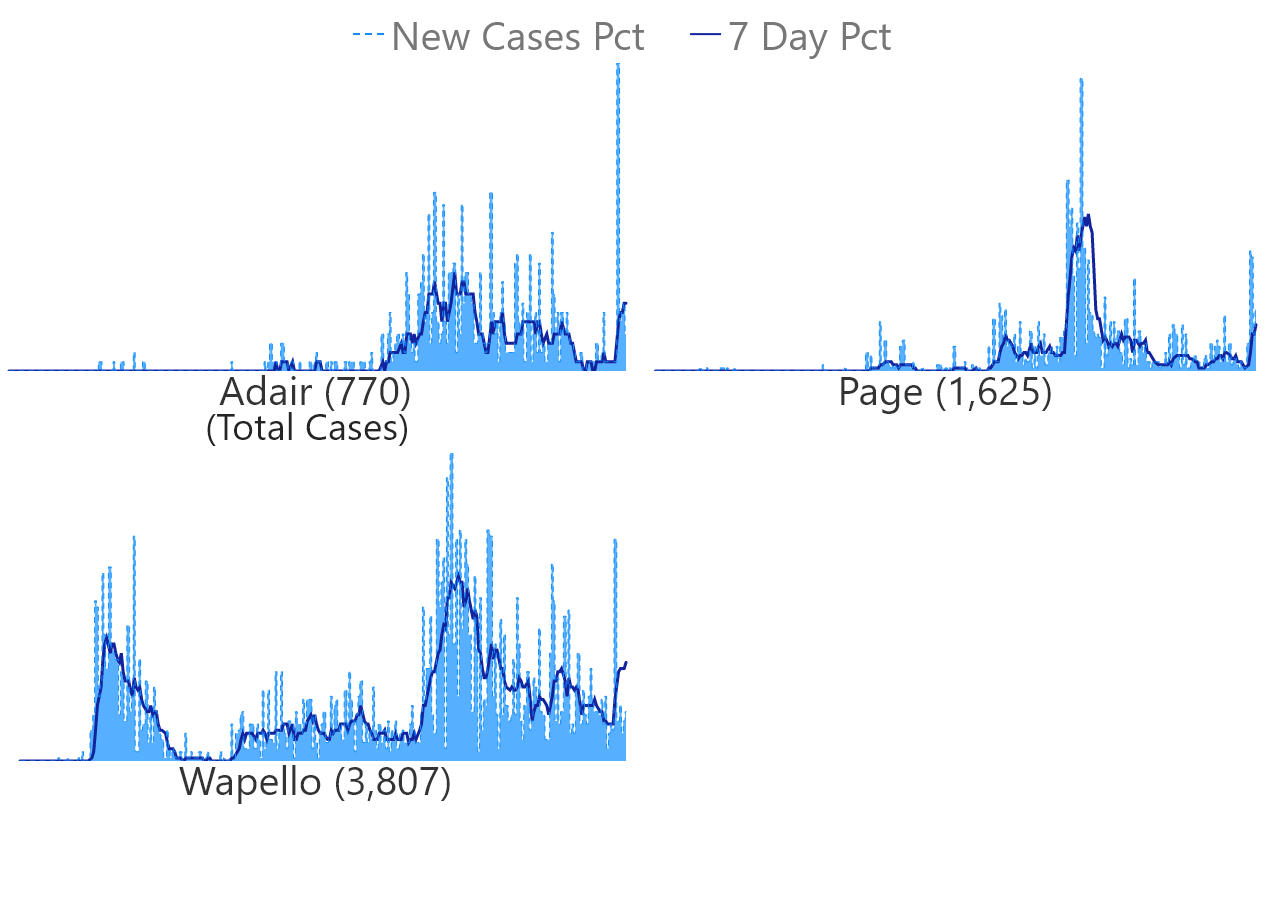 New Cases Pct 7 Day Pct
Adair (770)
(Total Cases)
Page (1,625)
Wapello (3,807)